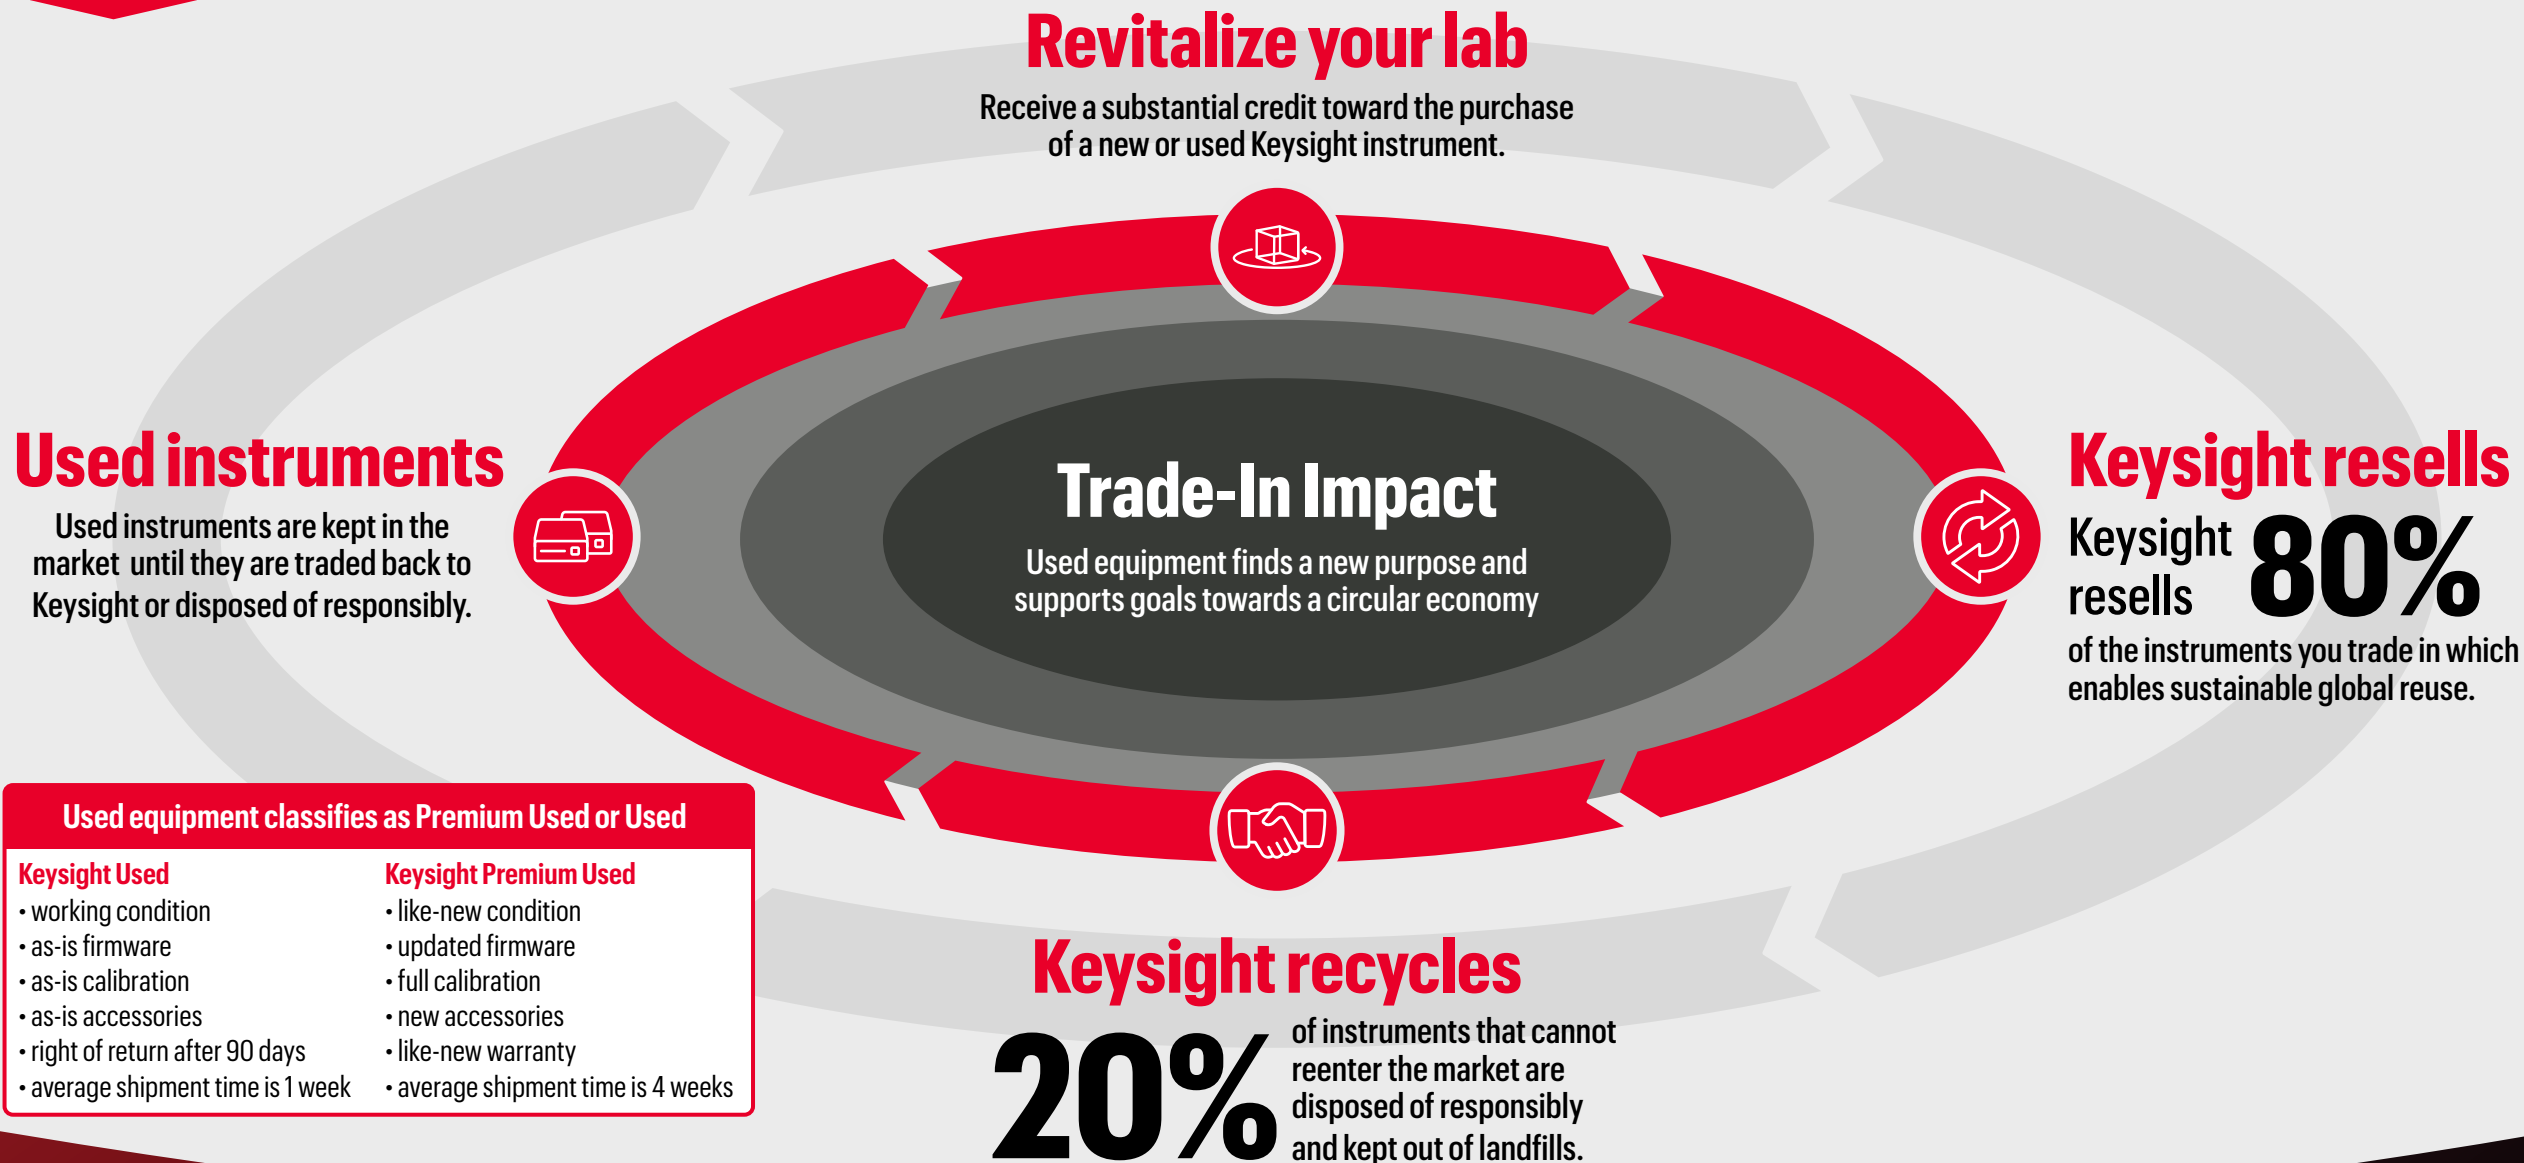 Revitalize your lab
Receive a substantial credit toward the purchase
of a new or used Keysight instrument.
Used instruments
Used instruments are kept in the
market until they are traded back to
Keysight or disposed of responsibly.
Trade-In Impact
Used equipment finds a new purpose and
supports goals towards a circular economy
Keysight resells
Keysight
resells
80%
of the instruments you trade in which
enables sustainable global reuse.
Used equipment classifies as Premium Used or Used
Keysight Used
• working condition
• as-is firmware
• as-is calibration
• as-is accessories
• right of return after 90 days
• average shipment time is 1 week
Keysight Premium Used
• like-new condition
• updated firmware
• full calibration
• new accessories
• like-new warranty
• average shipment time is 4 weeks
Keysight recycles
20%
of instruments that cannot
reenter the market are
disposed of responsibly
and kept out of landfills.